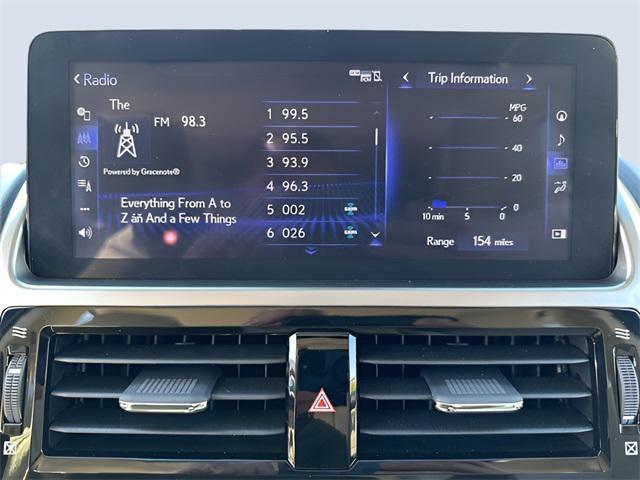 Radio
The
FM 98.3
Powered by Gracenote®
Everything From A to
Z åñ And a Few Things
1 99.5
2 95.5
3 93.9
4 96.3
5 002
6 026
Trip Information
MPG
60
40
20
0
10 min 5 0
Range 154 miles